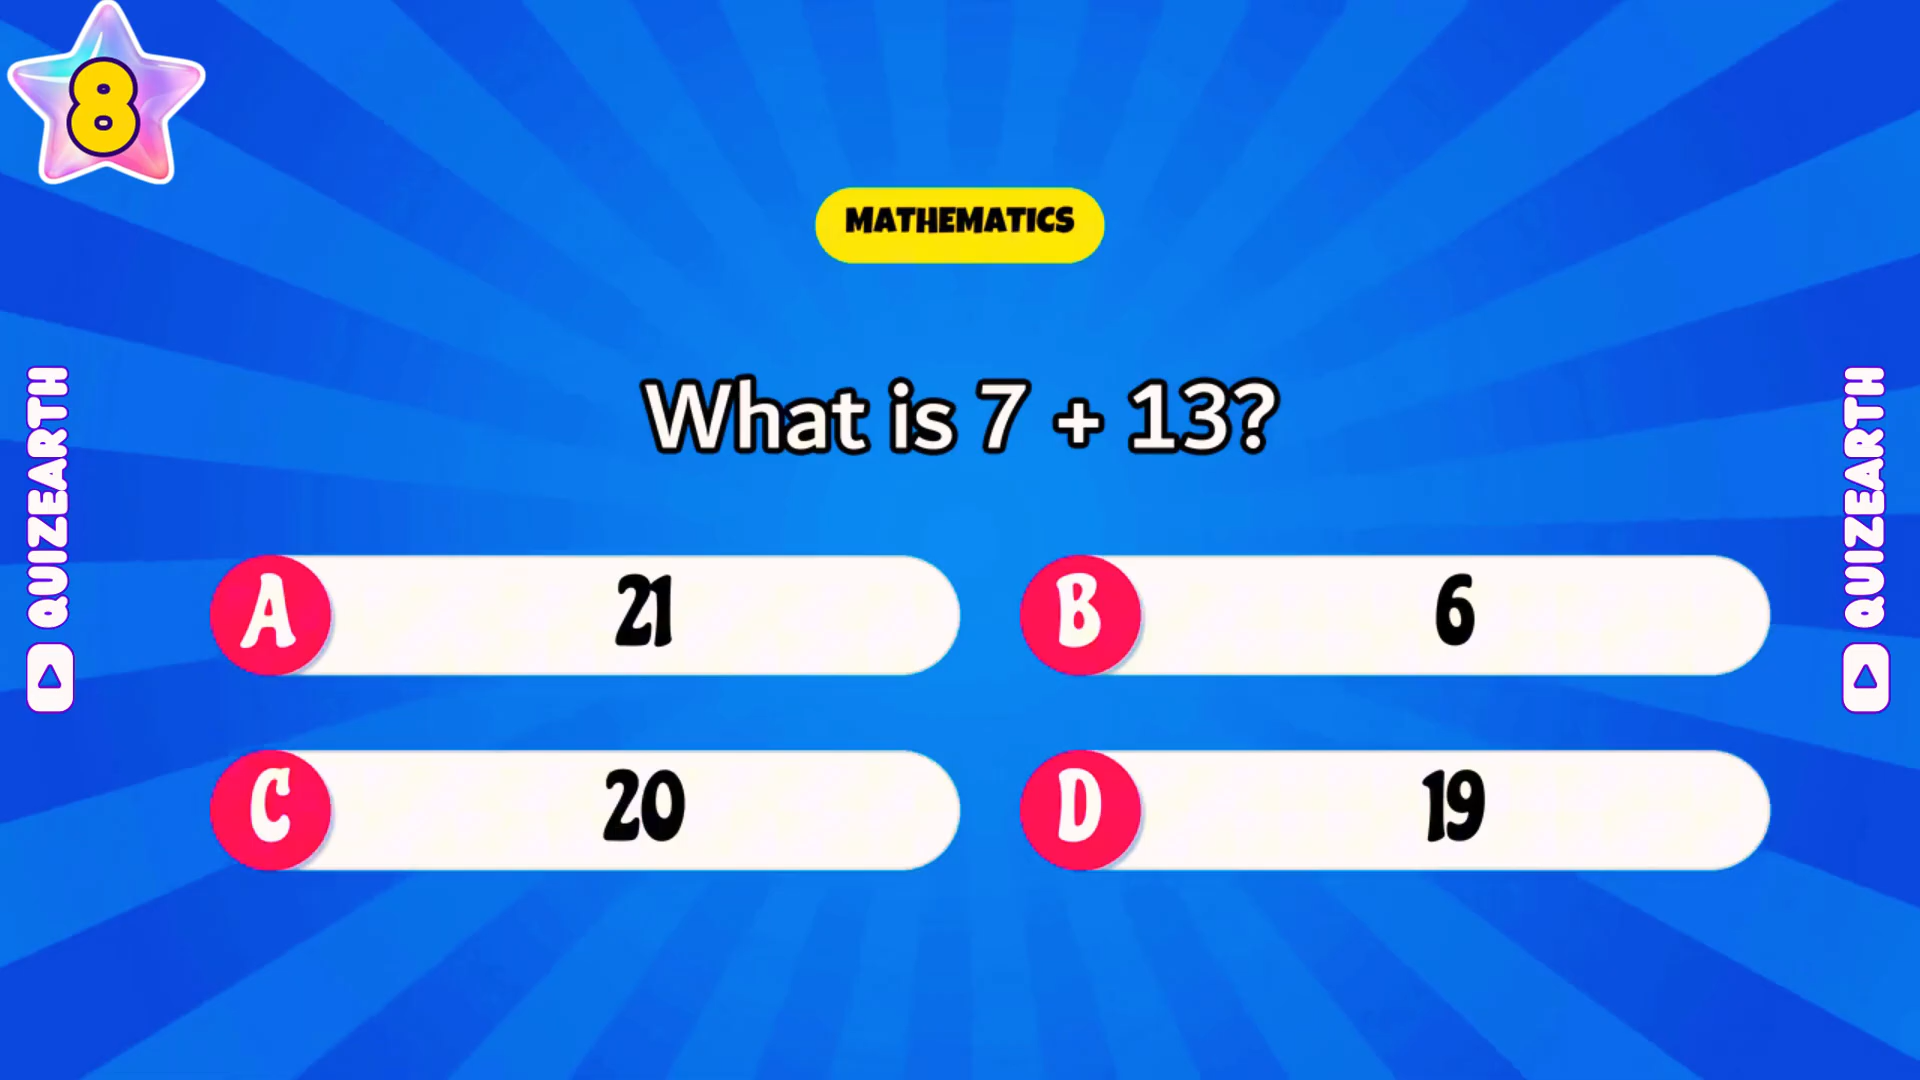 8
MATHEMATICS
What is 7 + 13?
A 21
B 6
C 20
D 19
QUIZEARTH
QUIZEARTH